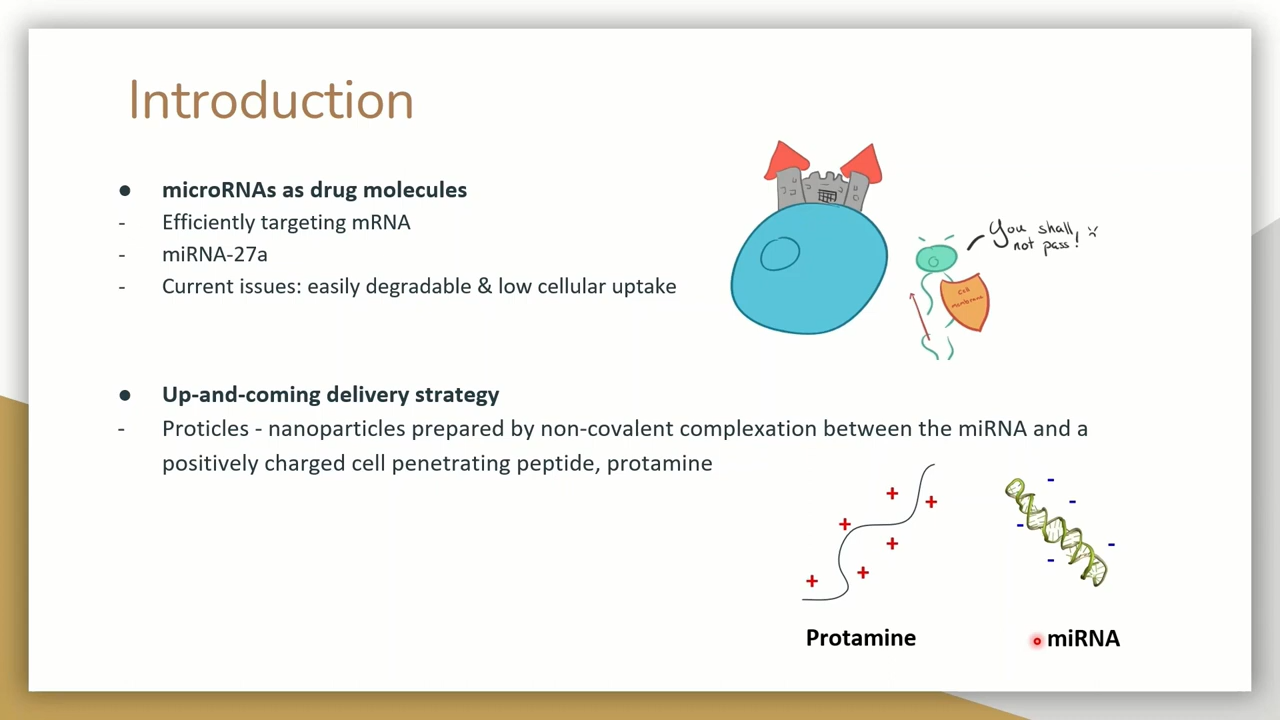 Introduction
● microRNAs as drug molecules
- Efficiently targeting mRNA
- miRNA-27a
- Current issues: easily degradable & low cellular uptake
You shall
not pass!
Cell
membrane
● Up-and-coming delivery strategy
- Proticles - nanoparticles prepared by non-covalent complexation between the miRNA and a
positively charged cell penetrating peptide, protamine
+ + + + + +
- - - - -
Protamine
miRNA